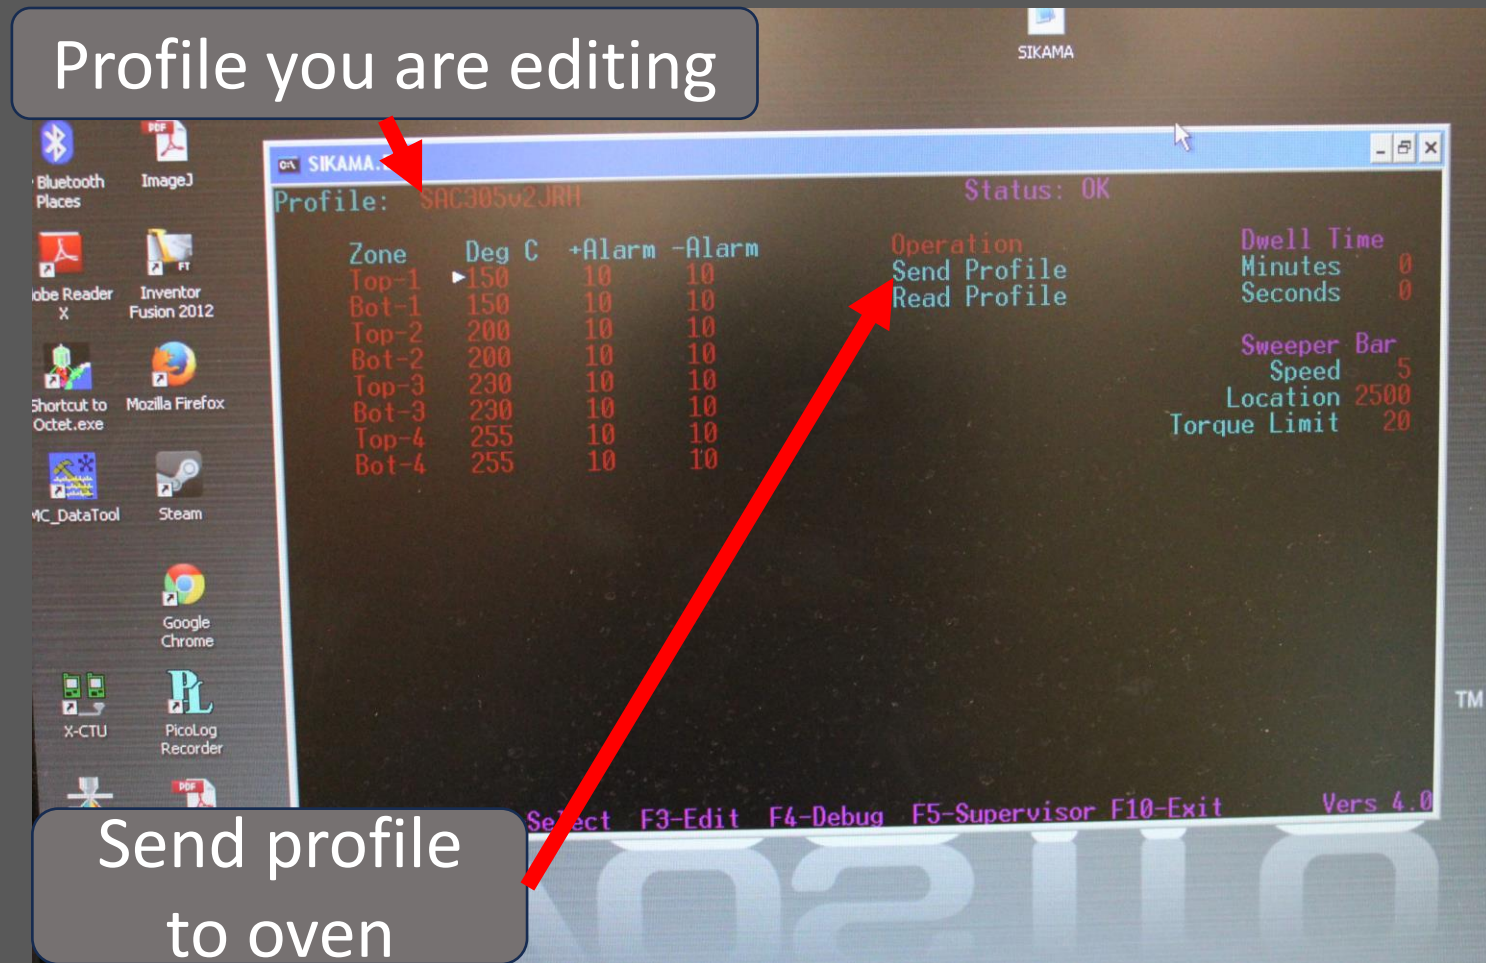 Profile you are editing
SIKAMA
Bluetooth
Places
ImageJ
SIKAMA.
Profile: SAC305v2JRH Status: OK
Zone Deg C +Alarm -Alarm Operation Dwell Time
Top-1 150 10 10 Send Profile Minutes 0
Bot-1 150 10 10 Read Profile Seconds 0
Top-2 200 10 10
Bot-2 200 10 10 Sweeper Bar
Top-3 230 10 10 Speed 5
Bot-3 230 10 10 Location 2500
Top-4 255 10 10 Torque Limit 20
Bot-4 255 10 10
Reader
X
Inventor
Fusion 2012
Shortcut to
Octet.exe
Mozilla Firefox
MC_DataTool
Steam
Google
Chrome
X-CTU
PicoLog
Recorder
TM
Select F3-Edit F4-Debug F5-Supervisor F10-Exit Vers 4.0
Send profile
to oven